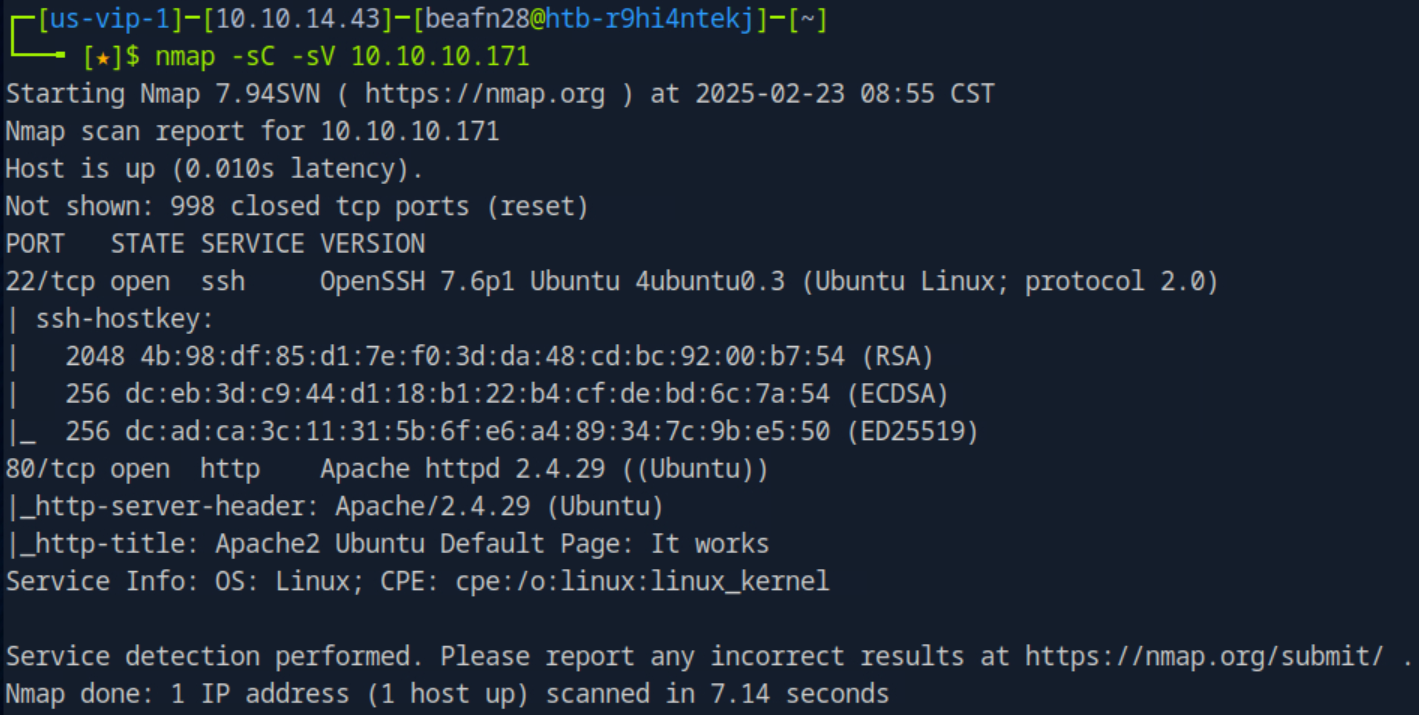 [us-vip-1]─[10.10.14.43]─[beafn28@htb-r9hi4ntekj]─[~]
[★]$ nmap -sC -sV 10.10.10.171
Starting Nmap 7.94SVN ( https://nmap.org ) at 2025-02-23 08:55 CST
Nmap scan report for 10.10.10.171
Host is up (0.010s latency).
Not shown: 998 closed tcp ports (reset)
PORT   STATE SERVICE VERSION
22/tcp open  ssh     OpenSSH 7.6p1 Ubuntu 4ubuntu0.3 (Ubuntu Linux; protocol 2.0)
| ssh-hostkey:
|   2048 4b:98:df:85:d1:7e:f0:3d:da:48:cd:bc:92:00:b7:54 (RSA)
|   256 dc:eb:3d:c9:44:d1:18:b1:22:b4:cf:de:bd:6c:7a:54 (ECDSA)
|_  256 dc:ad:ca:3c:11:31:5b:6f:e6:a4:89:34:7c:9b:e5:50 (ED25519)
80/tcp open  http    Apache httpd 2.4.29 ((Ubuntu))
|_http-server-header: Apache/2.4.29 (Ubuntu)
|_http-title: Apache2 Ubuntu Default Page: It works
Service Info: OS: Linux; CPE: cpe:/o:linux:linux_kernel
Service detection performed. Please report any incorrect results at https://nmap.org/submit/ .
Nmap done: 1 IP address (1 host up) scanned in 7.14 seconds